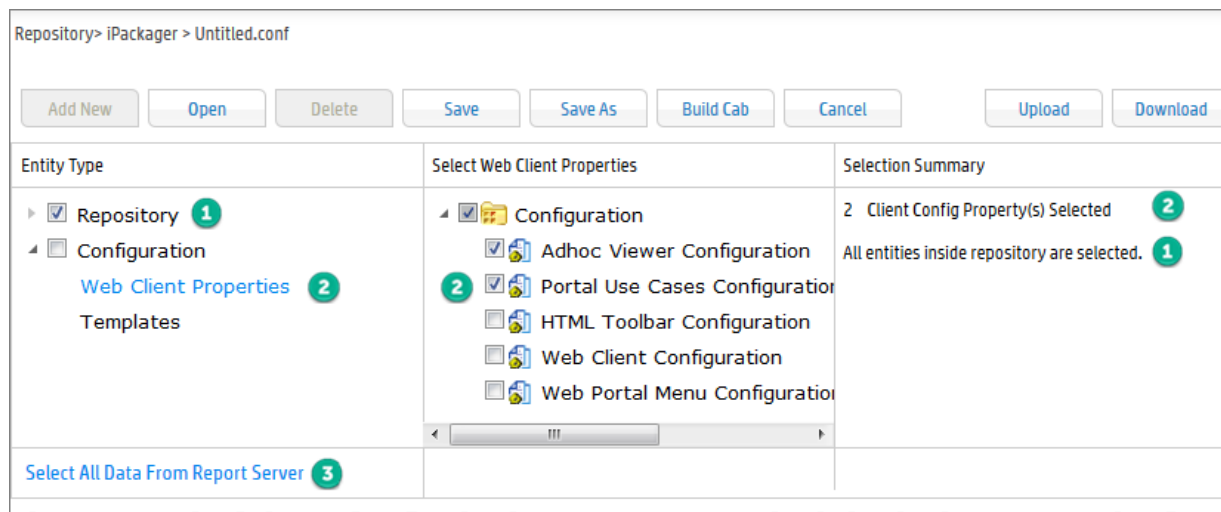 Repository> iPackager > Untitled.conf
Add New Open Delete Save Save As Build Cab Cancel Upload Download
Entity Type
Repository 1
Configuration
Web Client Properties 2
Templates
Select All Data From Report Server 3
Select Web Client Properties
Configuration
Adhoc Viewer Configuration
2 Portal Use Cases Configuration
HTML Toolbar Configuration
Web Client Configuration
Web Portal Menu Configuration
Selection Summary
2 Client Config Property(s) Selected 2
All entities inside repository are selected. 1